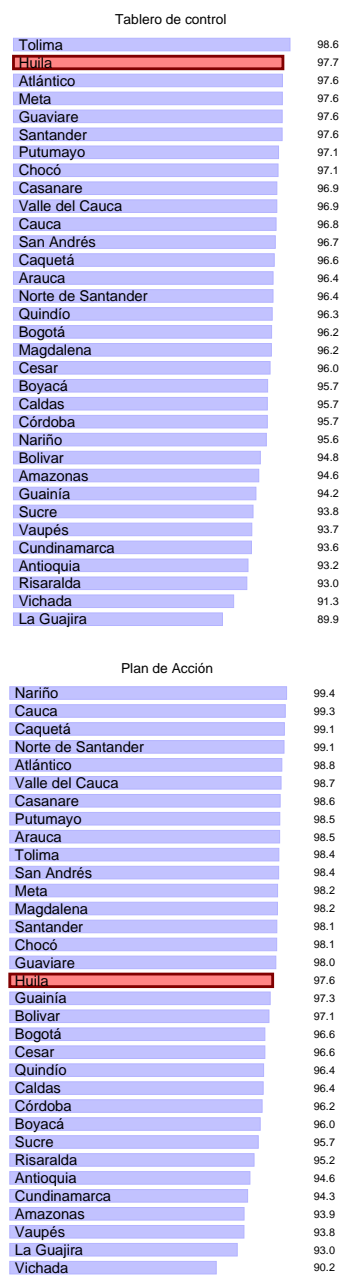 Tablero de control
Tolima 98.6
Huila 97.7
Atlántico 97.6
Meta 97.6
Guaviare 97.6
Santander 97.6
Putumayo 97.1
Chocó 97.1
Casanare 96.9
Valle del Cauca 96.9
Cauca 96.8
San Andrés 96.7
Caquetá 96.6
Arauca 96.4
Norte de Santander 96.4
Quindío 96.3
Bogotá 96.2
Magdalena 96.2
Cesar 96.0
Boyacá 95.7
Caldas 95.7
Córdoba 95.7
Nariño 95.6
Bolivar 94.8
Amazonas 94.6
Guainía 94.2
Sucre 93.8
Vaupés 93.7
Cundinamarca 93.6
Antioquia 93.2
Risaralda 93.0
Vichada 91.3
La Guajira 89.9
Plan de Acción
Nariño 99.4
Cauca 99.3
Caquetá 99.1
Norte de Santander 99.1
Atlántico 98.8
Valle del Cauca 98.7
Casanare 98.6
Putumayo 98.5
Arauca 98.5
Tolima 98.4
San Andrés 98.4
Meta 98.2
Magdalena 98.2
Santander 98.1
Chocó 98.1
Guaviare 98.0
Huila 97.6
Guainía 97.3
Bolivar 97.1
Bogotá 96.6
Cesar 96.6
Quindío 96.4
Caldas 96.4
Córdoba 96.2
Boyacá 96.0
Sucre 95.7
Risaralda 95.2
Antioquia 94.6
Cundinamarca 94.3
Amazonas 93.9
Vaupés 93.8
La Guajira 93.0
Vichada 90.2